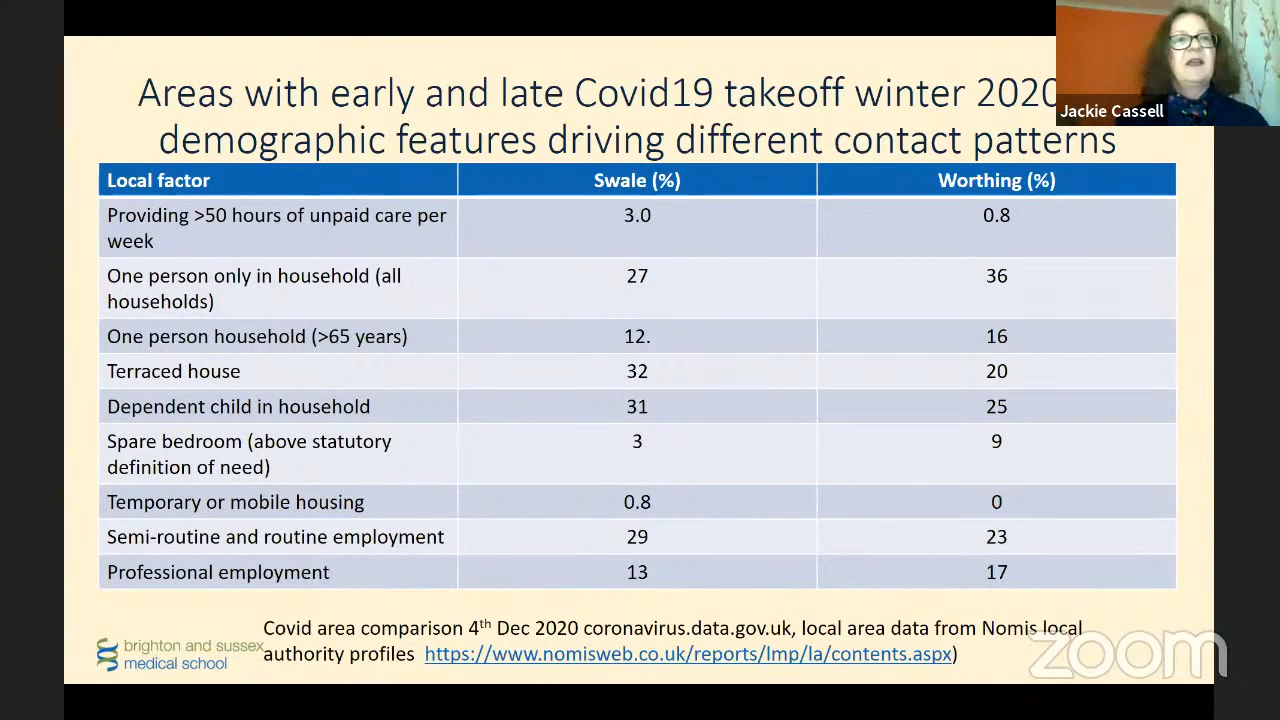 Areas with early and late Covid19 takeoff winter 2020
demographic features driving different contact patterns
Jackie Cassell
Local factor Swale (%) Worthing (%)
Providing >50 hours of unpaid care per
week 3.0 0.8
One person only in household (all
households) 27 36
One person household (>65 years) 12. 16
Terraced house 32 20
Dependent child in household 31 25
Spare bedroom (above statutory
definition of need) 3 9
Temporary or mobile housing 0.8 0
Semi-routine and routine employment 29 23
Professional employment 13 17
Covid area comparison 4th Dec 2020 coronavirus.data.gov.uk, local area data from Nomis local
authority profiles https://www.nomisweb.co.uk/reports/lmp/la/contents.aspx)
brighton and sussex
medical school
zoom